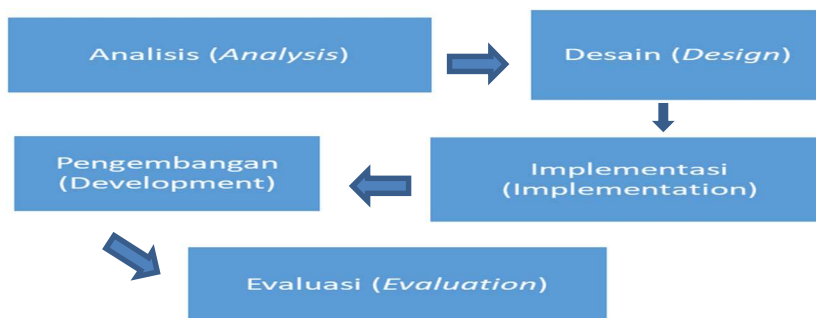 Analisis (Analysis)
Desain (Design)
Implementasi
(Implementation)
Pengembangan
(Development)
Evaluasi (Evaluation)